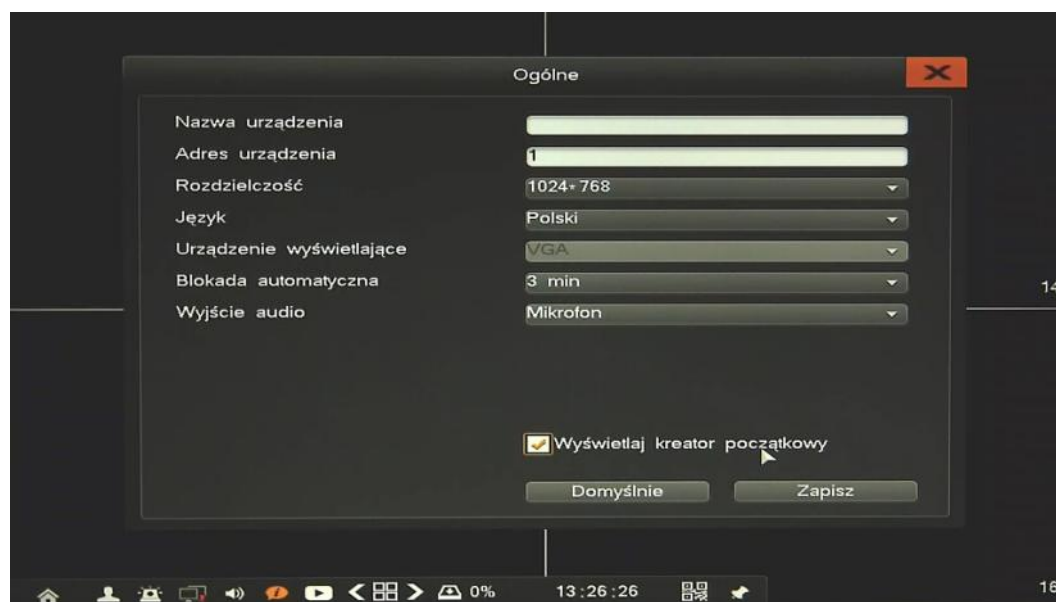 Ogólne
Nazwa urządzenia
Adres urządzenia 1
Rozdzielczość 1024*768
Język Polski
Urządzenie wyświetlające VGA
Blokada automatyczna 3 min
Wyjście audio Mikrofon
14
Wyświetlaj kreator początkowy
Domyślnie Zapisz
0% 13:26:26
16